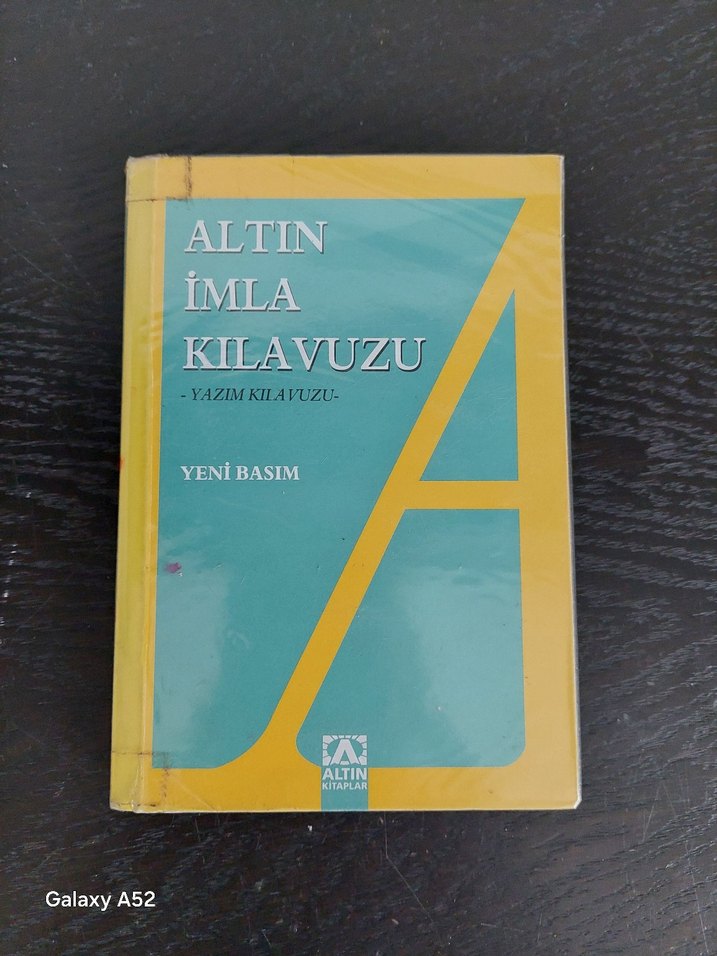 ALTIN
İMLA
KILAVUZU
- YAZIM KILAVUZU-
YENİ BASIM
ALTIN
KİTAPLAR
Galaxy A52